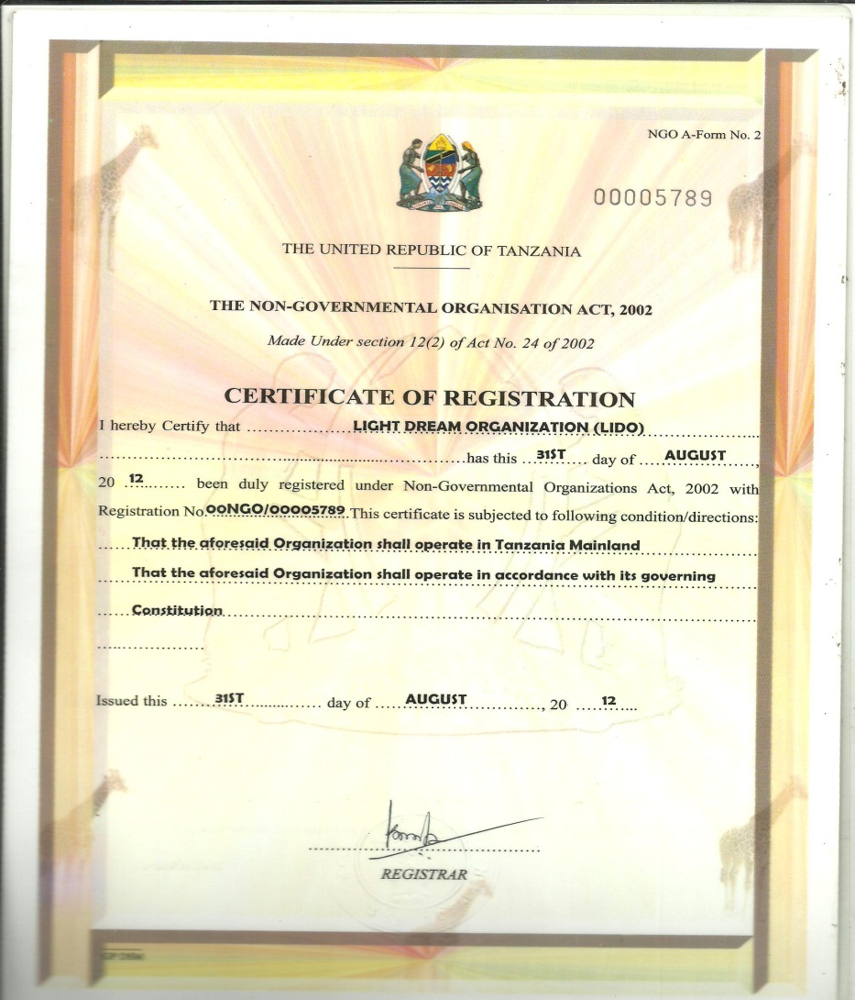 NGO A-Form No. 2
00005789
THE UNITED REPUBLIC OF TANZANIA
THE NON-GOVERNMENTAL ORGANISATION ACT, 2002
Made Under section 12(2) of Act No. 24 of 2002
CERTIFICATE OF REGISTRATION
I hereby Certify that ............ LIGHT DREAM ORGANIZATION (LIDO) ............
............ has this ... 31ST .... day of ... AUGUST ......,
20 .12....... been duly registered under Non-Governmental Organizations Act, 2002 with
Registration No.00NGO/00005789.This certificate is subjected to following condition/directions:
That the aforesaid Organization shall operate in Tanzania Mainland
That the aforesaid Organization shall operate in accordance with its governing
Constitution
Issued this ........31ST............. day of ......AUGUST..............., 20 .....12....
REGISTRAR